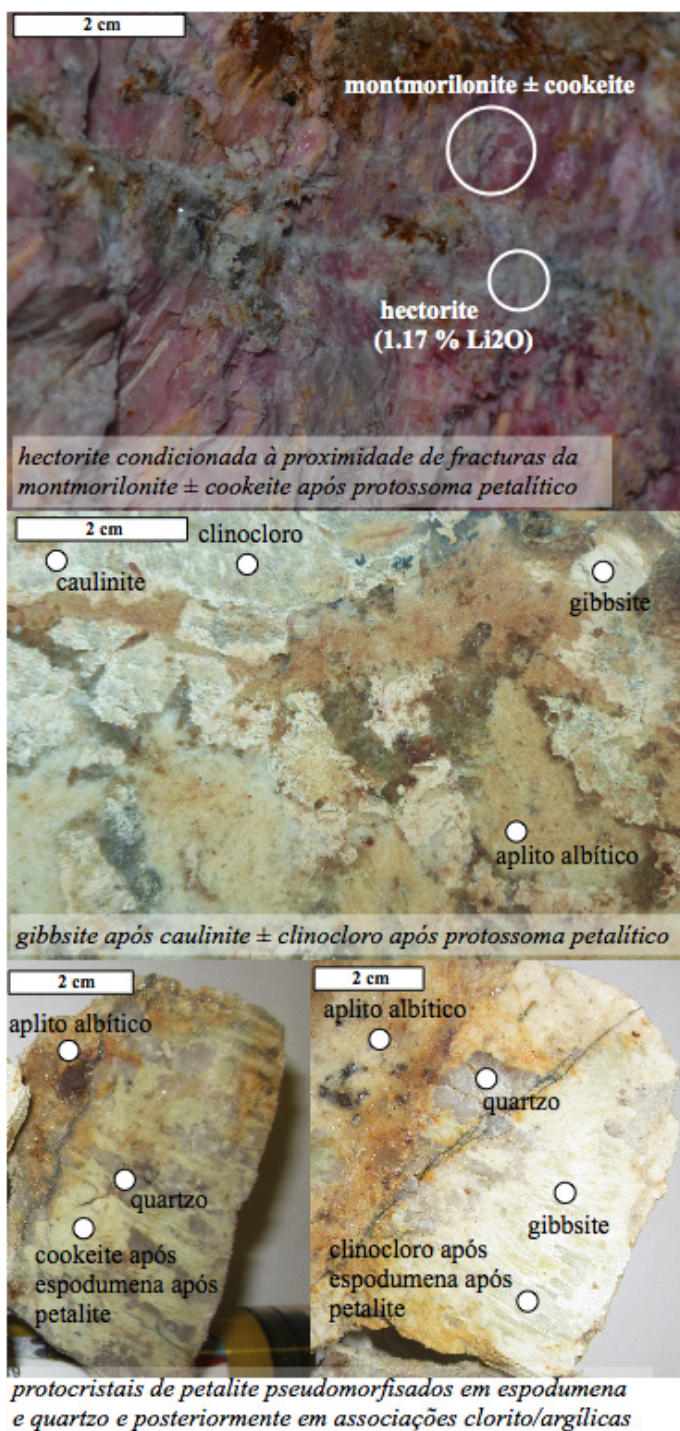 2 cm
montmorilonite ± cookeite
hectorite
(1.17 % Li2O)
hectorite condicionada à proximidade de fracturas da
montmorilonite ± cookeite após protossoma petalítico
2 cm
clinocloro
caulinite
gibbsite
aplito albítico
gibbsite após caulinite ± clinocloro após protossoma petalítico
2 cm
aplito albítico
quartzo
cookeite após
espodumena após
petalite
2 cm
aplito albítico
quartzo
gibbsite
clinocloro após
espodumena após
petalite
protocristais de petalite pseudomorfisados em espodumena
e quartzo e posteriormente em associações clorito/argílicas